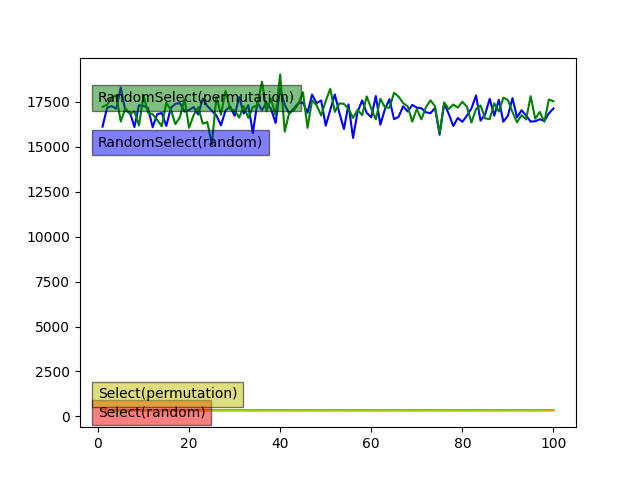 RandomSelect(permutation)
17500
15000
RandomSelect(random)
12500
10000
7500
5000
2500
Select(permutation)
0
Select(random)
0 20 40 60 80 100